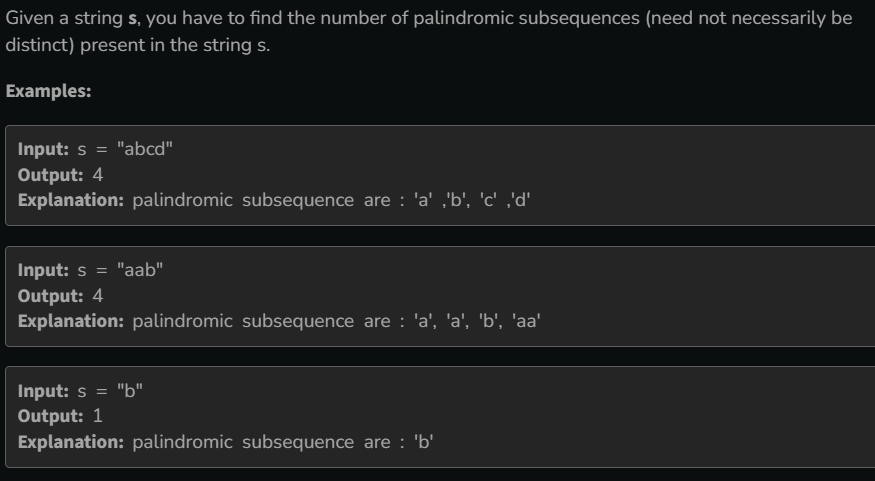 Given a string s, you have to find the number of palindromic subsequences (need not necessarily be
distinct) present in the string s.
Examples:
Input: s = "abcd"
Output: 4
Explanation: palindromic subsequence are : 'a' ,'b', 'c' ,'d'
Input: s = "aab"
Output: 4
Explanation: palindromic subsequence are : 'a', 'a', 'b', 'aa'
Input: s = "b"
Output: 1
Explanation: palindromic subsequence are : 'b'